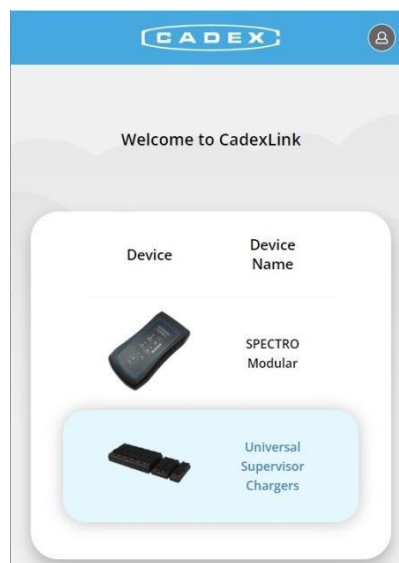 CADEX
Welcome to CadexLink
Device
Device
Name
SPECTRO
Modular
Universal
Supervisor
Chargers